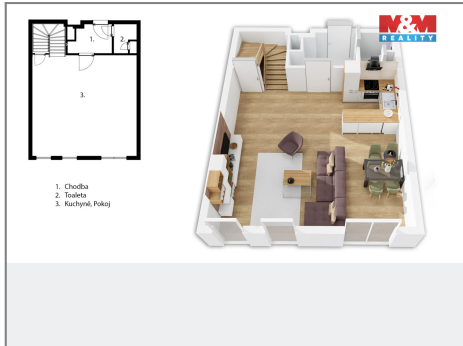 M&M
REALITY
1.
2.
3.
1. Chodba
2. Toaleta
3. Kuchyně, Pokoj